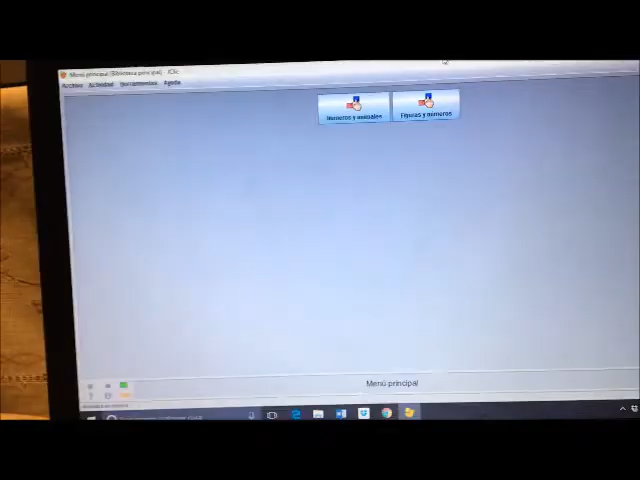 Menú principal (Biblioteca principal) - JClic
Archivo Actividad Herramientas Ayuda
Números y animales
Figuras y números
Menú principal